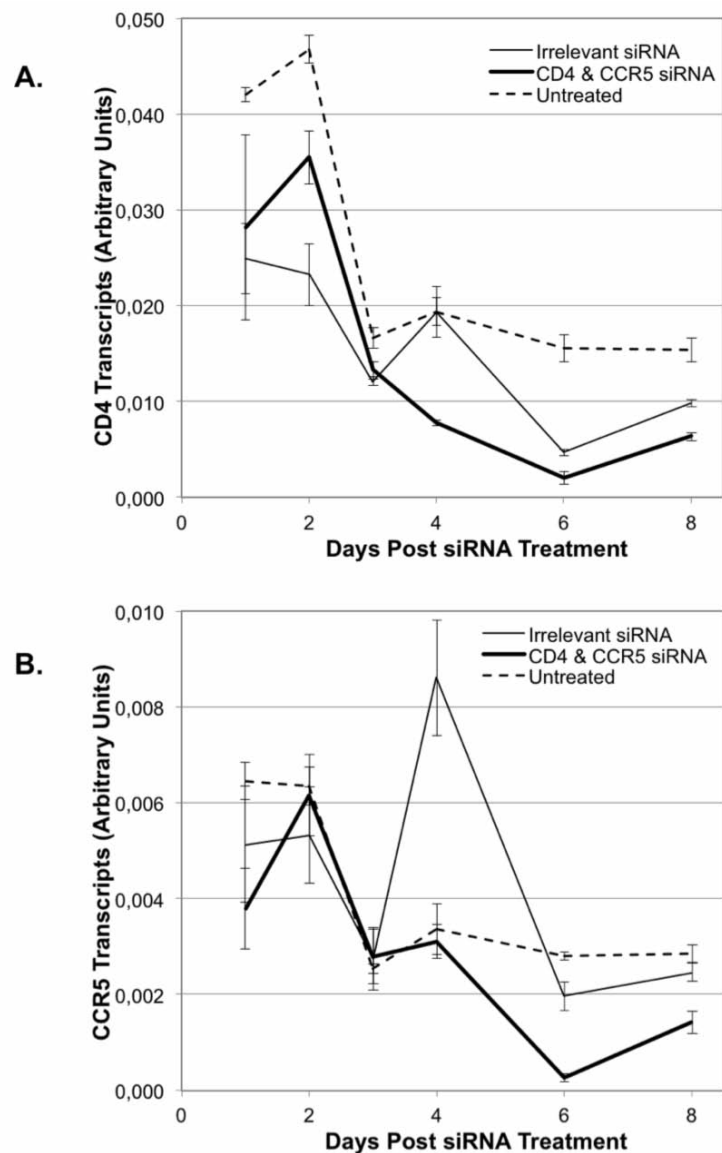 A.
CD4 Transcripts (Arbitrary Units)
0,050
0,040
0,030
0,020
0,010
0,000
Irrelevant siRNA
CD4 & CCR5 siRNA
Untreated
0 2 4 6 8
Days Post siRNA Treatment
B.
CCR5 Transcripts (Arbitrary Units)
0,010
0,008
0,006
0,004
0,002
0,000
Irrelevant siRNA
CD4 & CCR5 siRNA
Untreated
0 2 4 6 8
Days Post siRNA Treatment